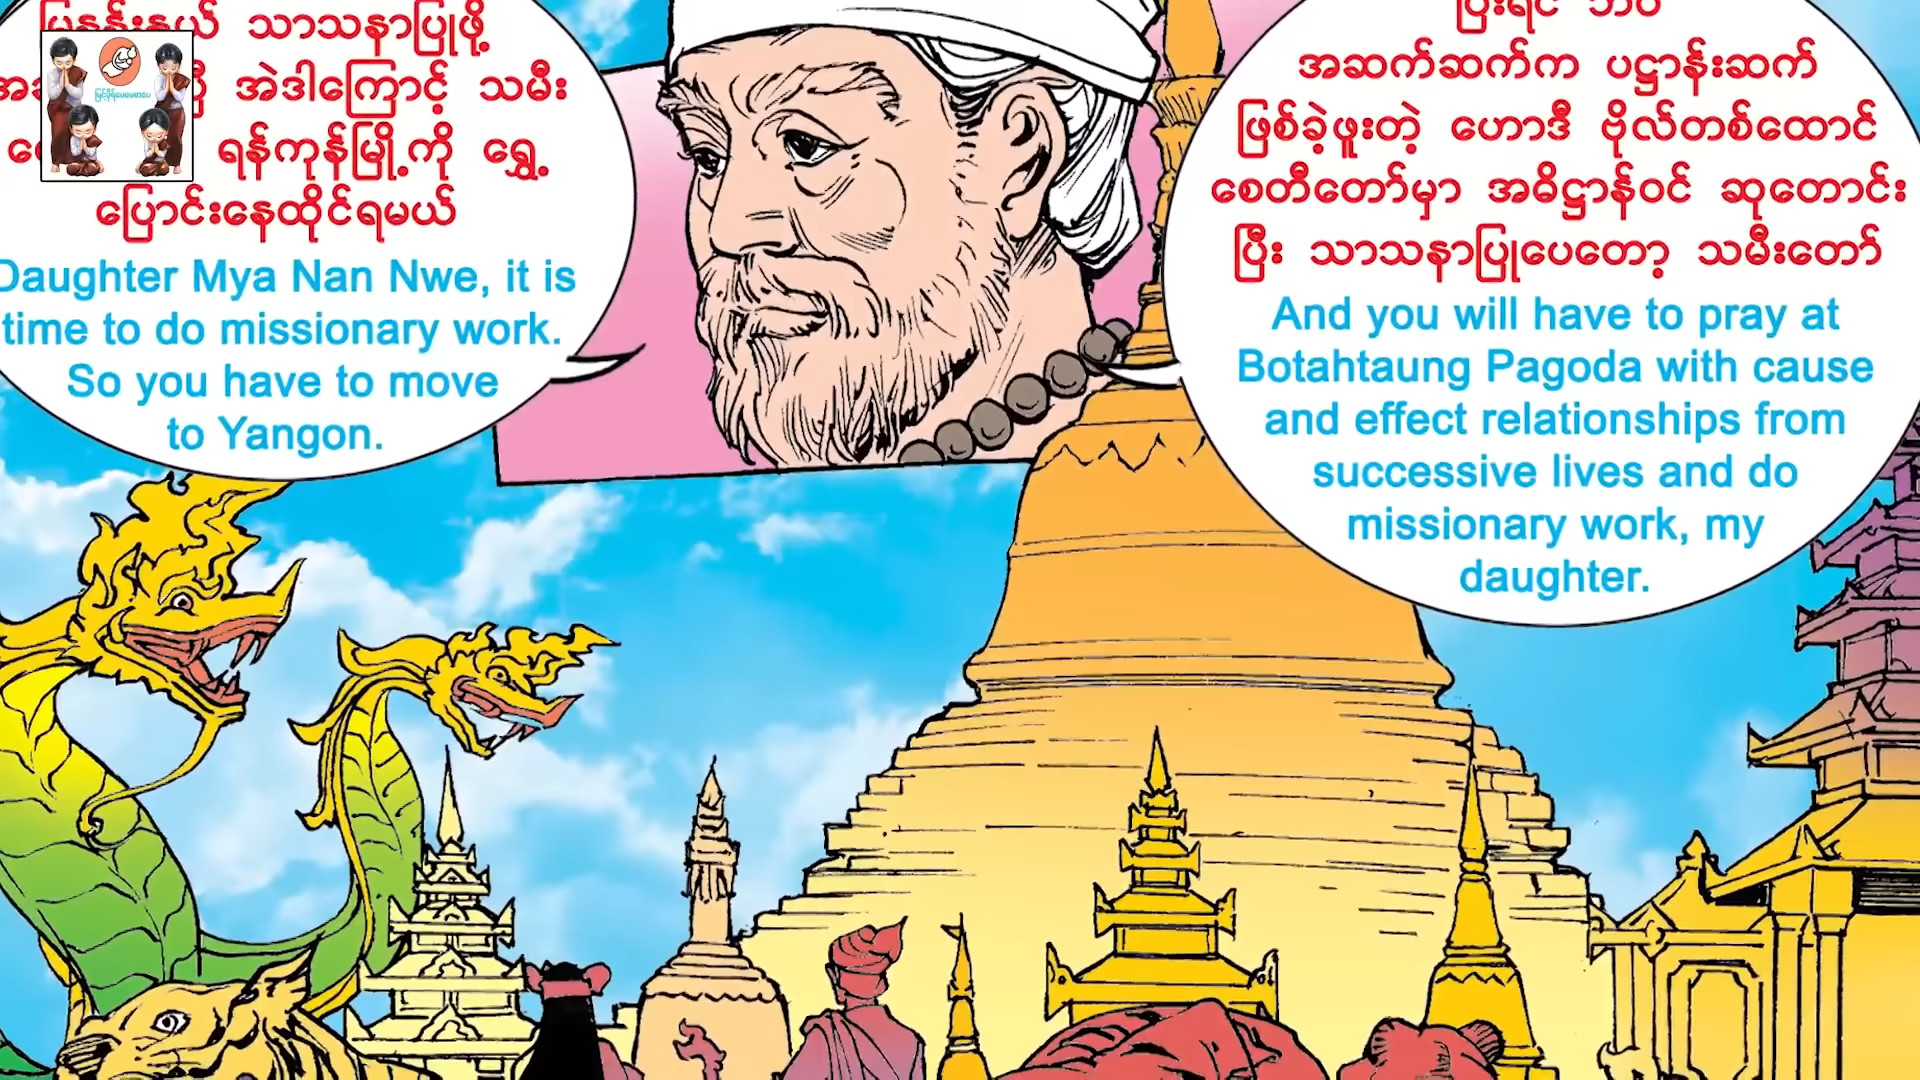 သာသနာပြုဖို့
အဲဒါကြောင့် သမီး
ရန်ကုန်မြို့ကို ရွှေ့
ပြောင်းနေထိုင်ရမယ်
Daughter Mya Nan Nwe, it is
time to do missionary work.
So you have to move
to Yangon.
အဆက်ဆက်က ပဋ္ဌာန်းဆက်
ဖြစ်ခဲ့ဖူးတဲ့ ဟောဒီ ဗိုလ်တစ်ထောင်
စေတီတော်မှာ အဓိဋ္ဌာန်ဝင် ဆုတောင်း
ပြီး သာသနာပြုပေတော့ သမီးတော်
And you will have to pray at
Botahtaung Pagoda with cause
and effect relationships from
successive lives and do
missionary work, my
daughter.